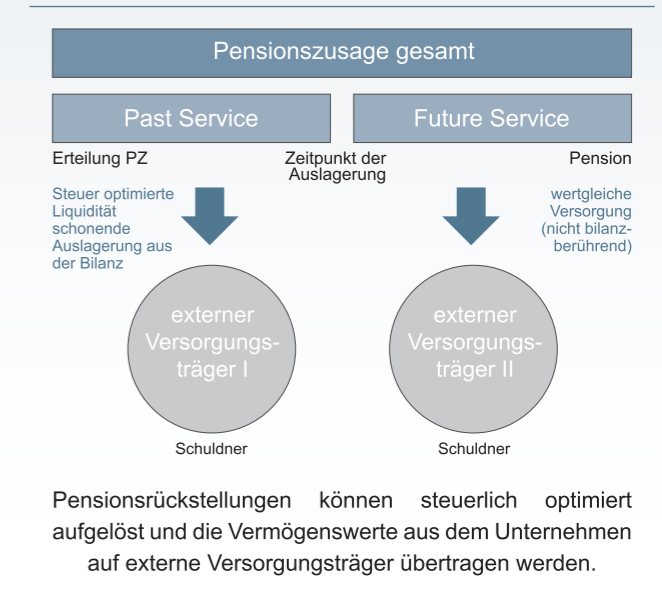 Pensionszusage gesamt
Past Service
Future Service
Erteilung PZ
Zeitpunkt der
Auslagerung
Pension
Steuer optimierte
Liquidität
schonende
Auslagerung aus
der Bilanz
wertgleiche
Versorgung
(nicht bilanz-
berührend)
externer
Versorgungs-
träger I
externer
Versorgungs-
träger II
Schuldner
Schuldner
Pensionsrückstellungen können steuerlich optimiert
aufgelöst und die Vermögenswerte aus dem Unternehmen
auf externe Versorgungsträger übertragen werden.